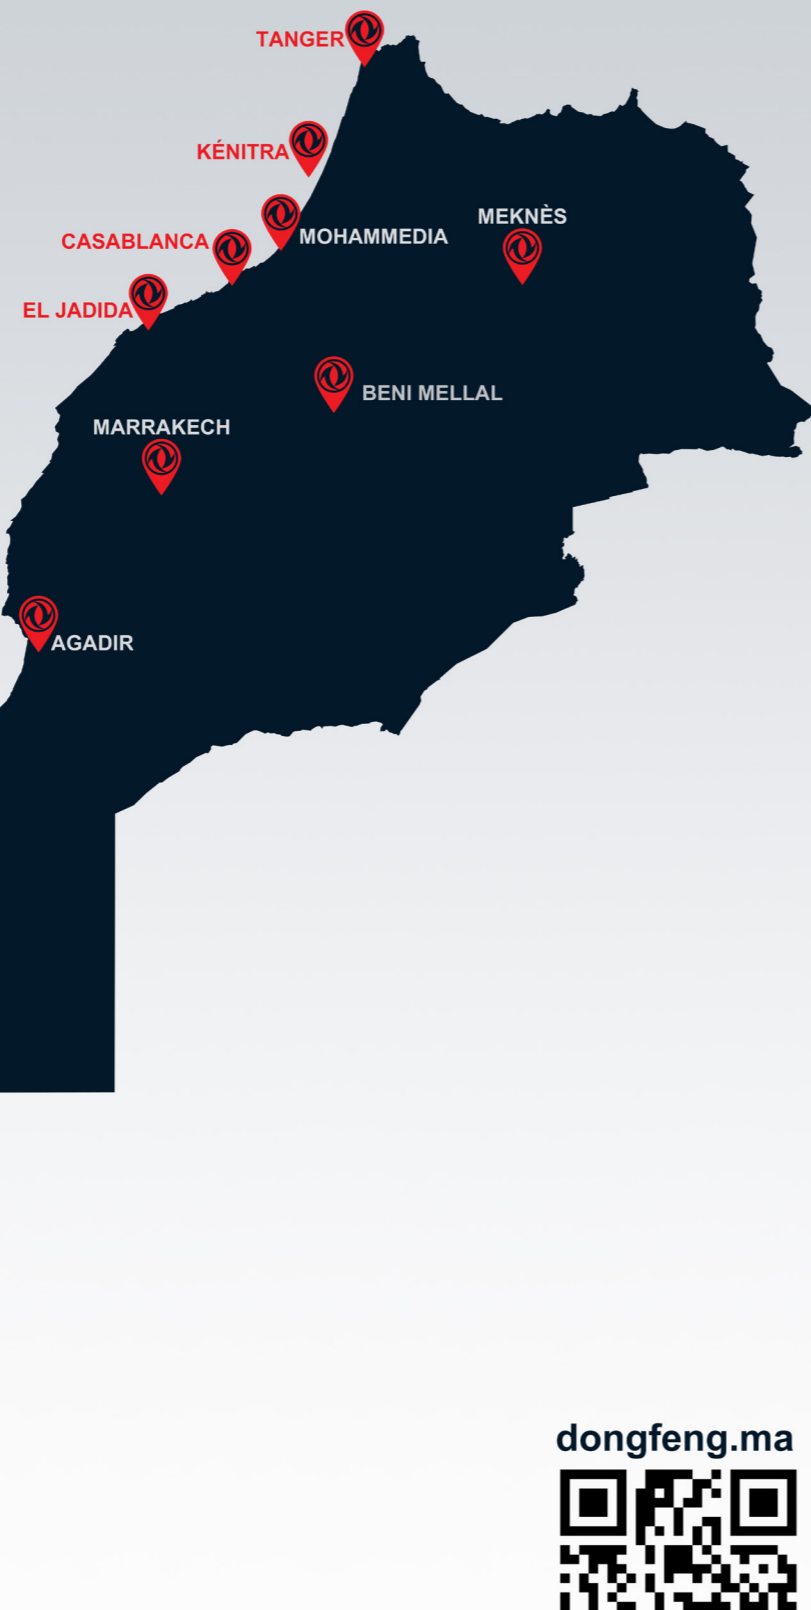 TANGER
KÉNITRA
MEKNÈS
MOHAMMEDIA
CASABLANCA
EL JADIDA
BENI MELLAL
MARRAKECH
AGADIR
dongfeng.ma